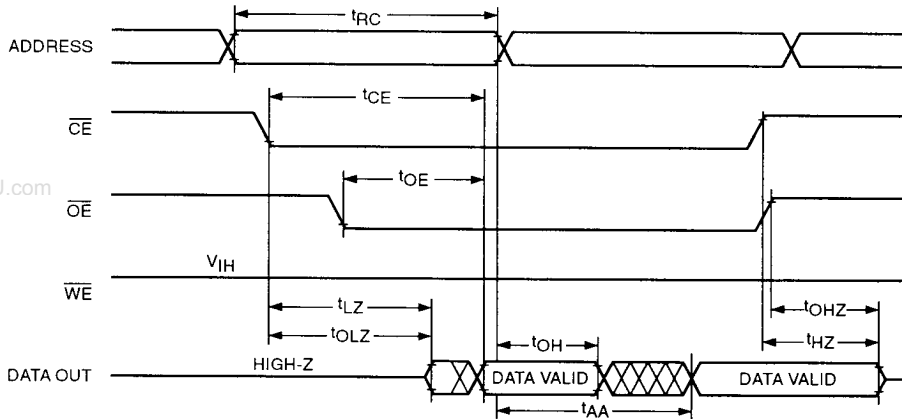 tRC
ADDRESS
tCE
CE
tOE
J.com
OE
VIH
WE
tLZ
tOHZ
tOLZ
tOH
tHZ
HIGH-Z
DATA OUT
DATA VALID
DATA VALID
tAA